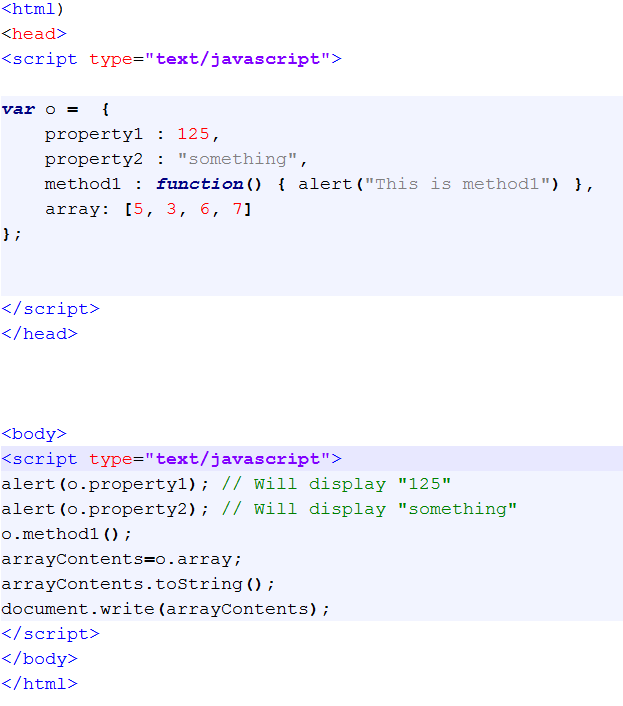 <html)
<head>
<script type="text/javascript">
var o =  {
    property1 : 125,
    property2 : "something",
    method1 : function() { alert("This is method1") },
    array: [5, 3, 6, 7]
};
</script>
</head>
<body>
<script type="text/javascript">
alert(o.property1); // Will display "125"
alert(o.property2); // Will display "something"
o.method1();
arrayContents=o.array;
arrayContents.toString();
document.write(arrayContents);
</script>
</body>
</html>